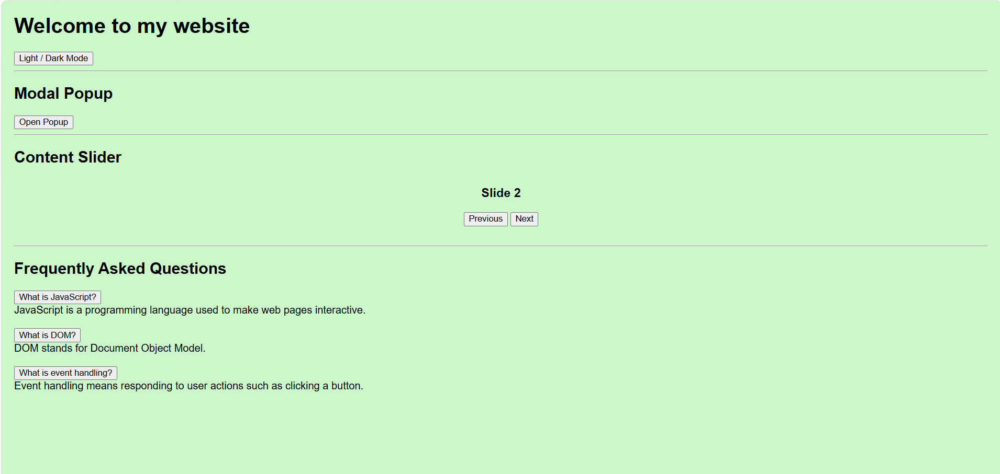 Welcome to my website
Light / Dark Mode
Modal Popup
Open Popup
Content Slider
Slide 2
Previous Next
Frequently Asked Questions
What is JavaScript?
JavaScript is a programming language used to make web pages interactive.
What is DOM?
DOM stands for Document Object Model.
What is event handling?
Event handling means responding to user actions such as clicking a button.